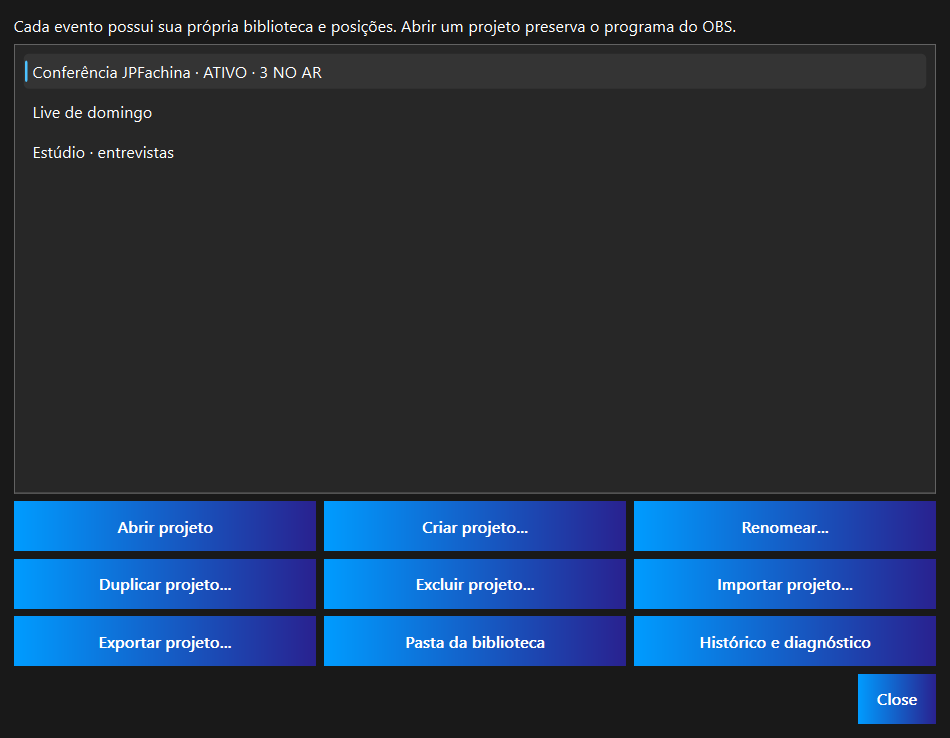 Cada evento possui sua própria biblioteca e posições. Abrir um projeto preserva o programa do OBS.
Conferência JPFachina · ATIVO · 3 NO AR
Live de domingo
Estúdio · entrevistas
Abrir projeto
Criar projeto...
Renomear...
Duplicar projeto...
Excluir projeto...
Importar projeto...
Exportar projeto...
Pasta da biblioteca
Histórico e diagnóstico
Close